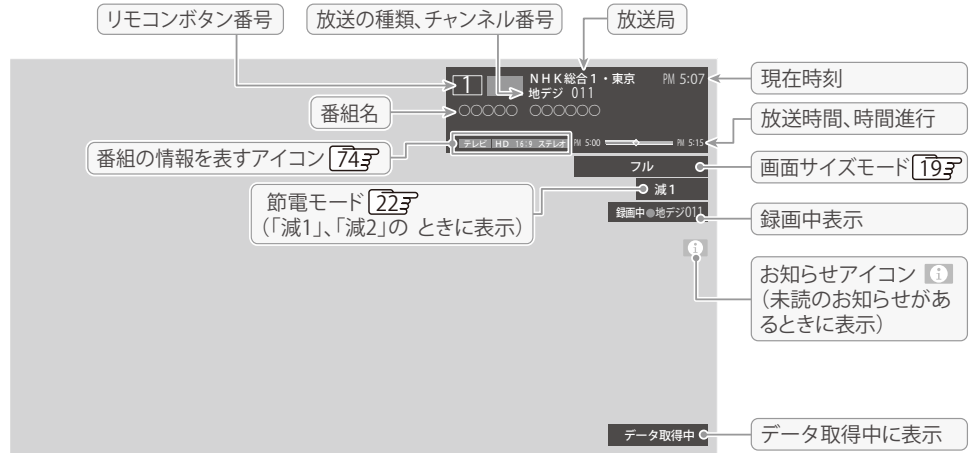 リモコンボタン番号
放送の種類、チャンネル番号
放送局
1
NHK総合1・東京
PM 5:07
地デジ 011
現在時刻
番組名
○○○○○ ○○○○○○
放送時間、時間進行
番組の情報を表すアイコン 74
テレビ HD 16:9 ステレオ
PM 5:00
PM 5:15
フル
画面サイズモード 19
節電モード 22
(「減1」、「減2」の ときに表示)
減1
録画中●地デジ011
録画中表示
i
お知らせアイコン i
(未読のお知らせがあ
るときに表示)
データ取得中
データ取得中に表示